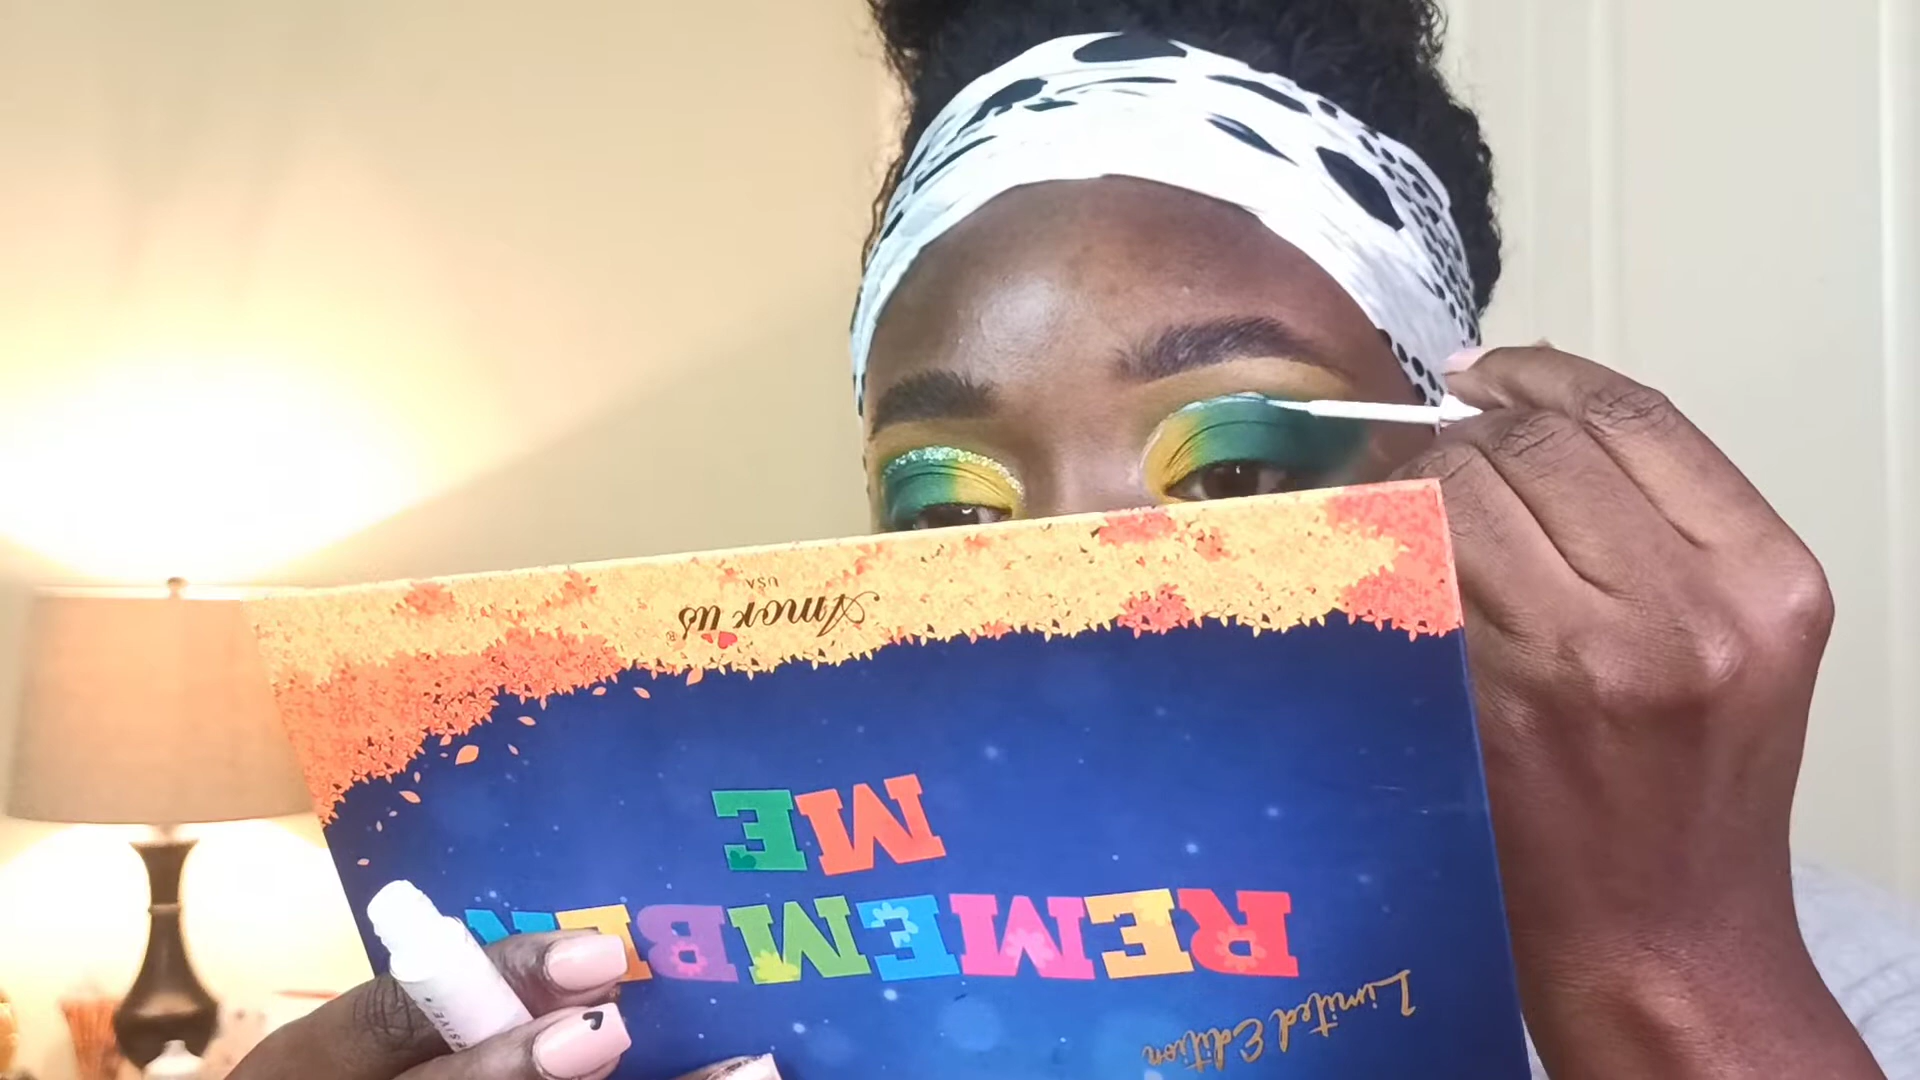 Limited Edition
REMEMBER
ME
Amor us®
USA